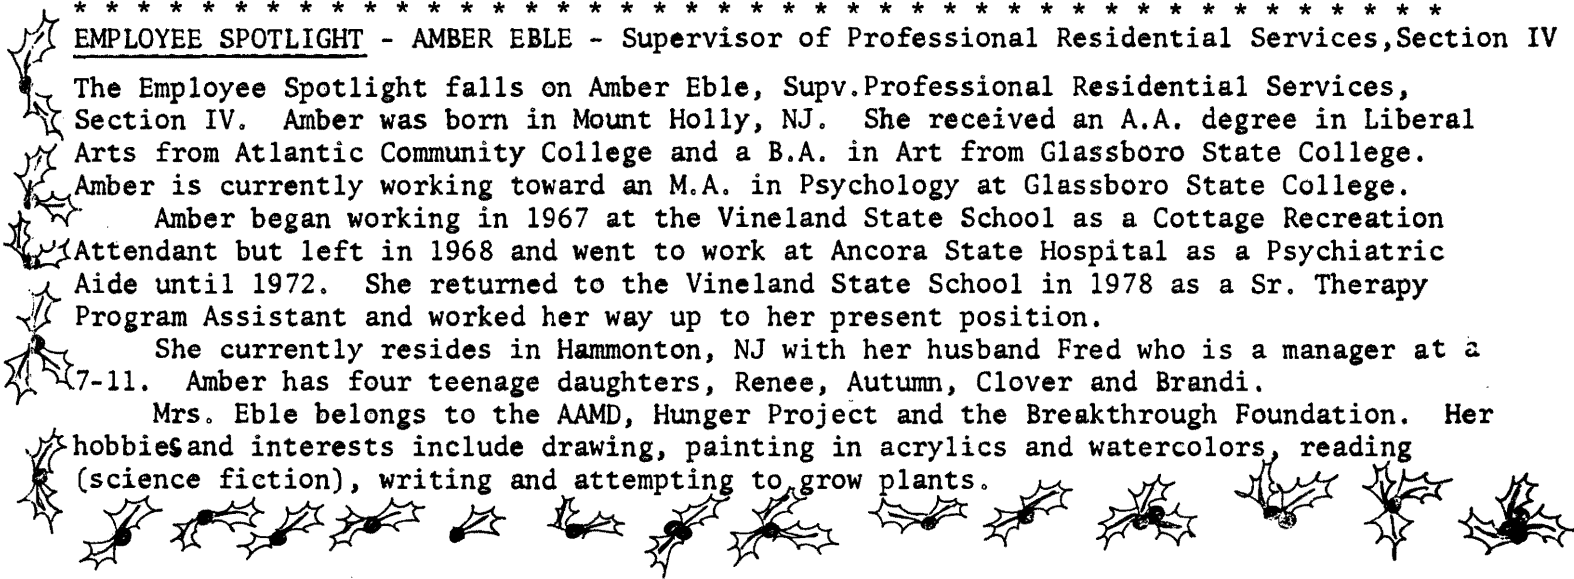 * * * * * * * * * * * * * * * * * * * * * * * * * * * * * * * * * * * * * * * * * * *
EMPLOYEE SPOTLIGHT - AMBER EBLE - Supervisor of Professional Residential Services,Section IV
The Employee Spotlight falls on Amber Eble, Supv.Professional Residential Services,
Section IV. Amber was born in Mount Holly, NJ. She received an A.A. degree in Liberal
Arts from Atlantic Community College and a B.A. in Art from Glassboro State College.
Amber is currently working toward an M.A. in Psychology at Glassboro State College.
Amber began working in 1967 at the Vineland State School as a Cottage Recreation
Attendant but left in 1968 and went to work at Ancora State Hospital as a Psychiatric
Aide until 1972. She returned to the Vineland State School in 1978 as a Sr. Therapy
Program Assistant and worked her way up to her present position.
She currently resides in Hammonton, NJ with her husband Fred who is a manager at a
7-11. Amber has four teenage daughters, Renee, Autumn, Clover and Brandi.
Mrs. Eble belongs to the AAMD, Hunger Project and the Breakthrough Foundation. Her
hobbies and interests include drawing, painting in acrylics and watercolors, reading
(science fiction), writing and attempting to grow plants.